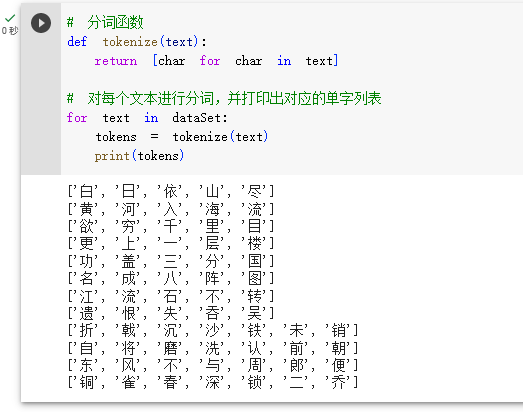 0 秒
# 分词函数
def tokenize(text):
    return [char for char in text]
# 对每个文本进行分词，并打印出对应的单字列表
for text in dataSet:
    tokens = tokenize(text)
    print(tokens)
['白', '日', '依', '山', '尽']
['黄', '河', '入', '海', '流']
['欲', '穷', '千', '里', '目']
['更', '上', '一', '层', '楼']
['功', '盖', '三', '分', '国']
['名', '成', '八', '阵', '图']
['江', '流', '石', '不', '转']
['遗', '恨', '失', '吞', '吴']
['折', '戟', '沉', '沙', '铁', '未', '销']
['自', '将', '磨', '洗', '认', '前', '朝']
['东', '风', '不', '与', '周', '郎', '便']
['铜', '雀', '春', '深', '锁', '二', '乔']